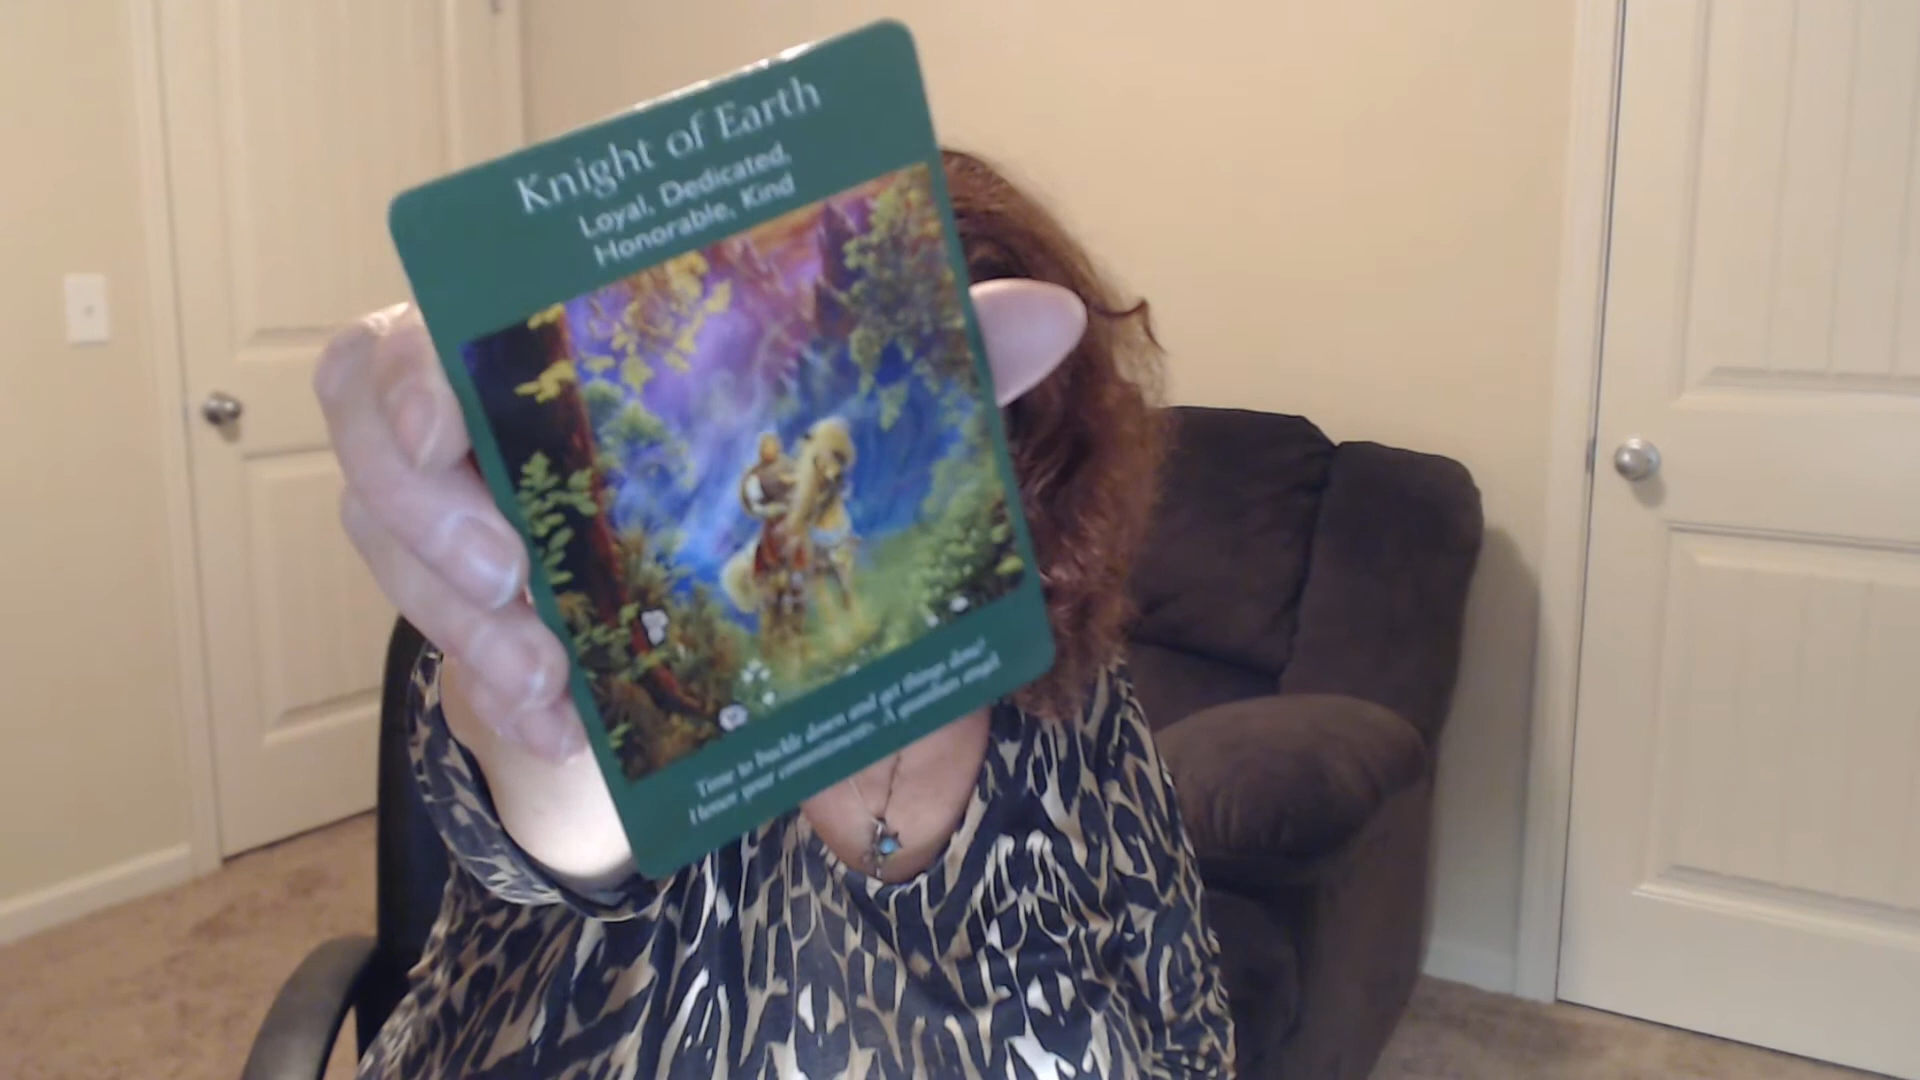 Knight of Earth
Loyal, Dedicated,
Honorable, Kind
Time to buckle down and get things done!
Honor your commitments. A guardian angel